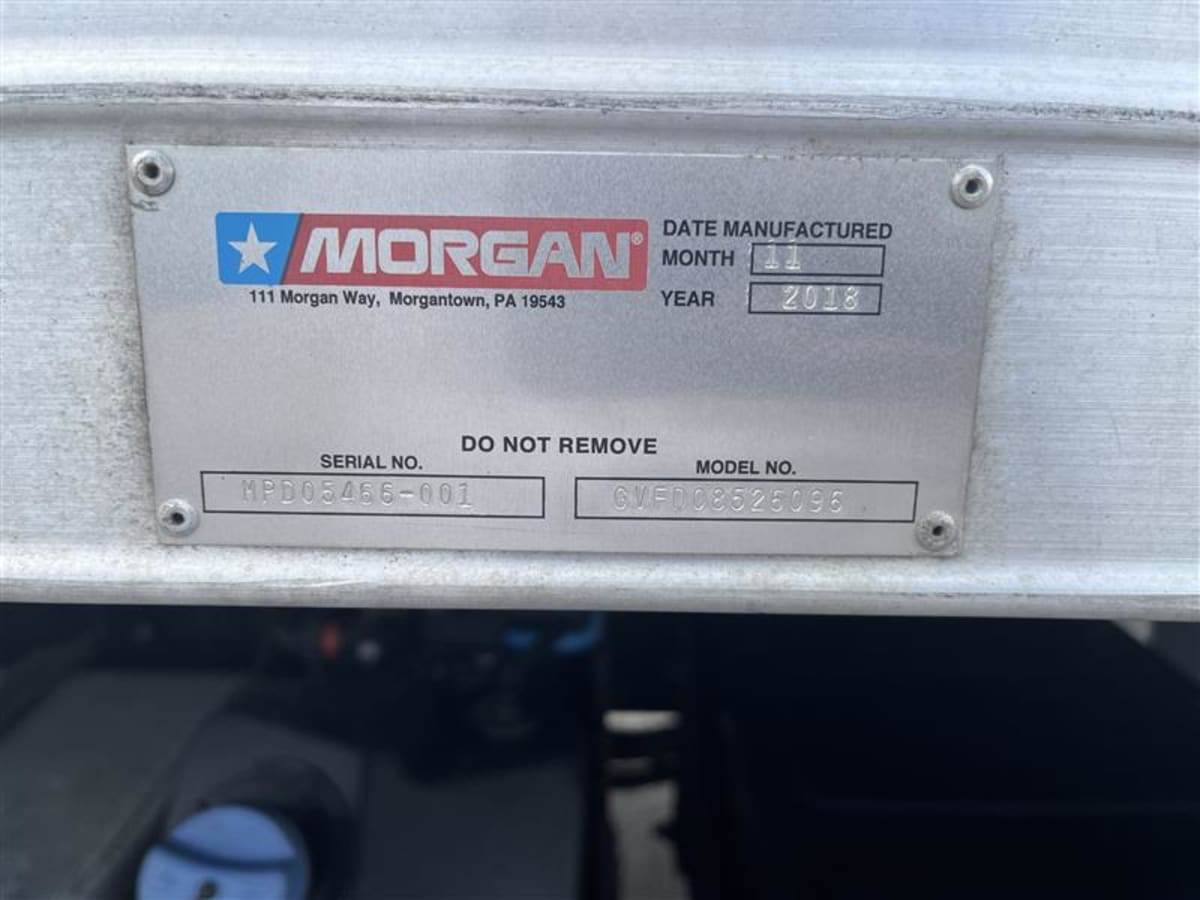 MORGAN®
111 Morgan Way, Morgantown, PA 19543
DATE MANUFACTURED
MONTH 11
YEAR 2018
DO NOT REMOVE
SERIAL NO.
MPD05466-001
MODEL NO.
GVFD08526096